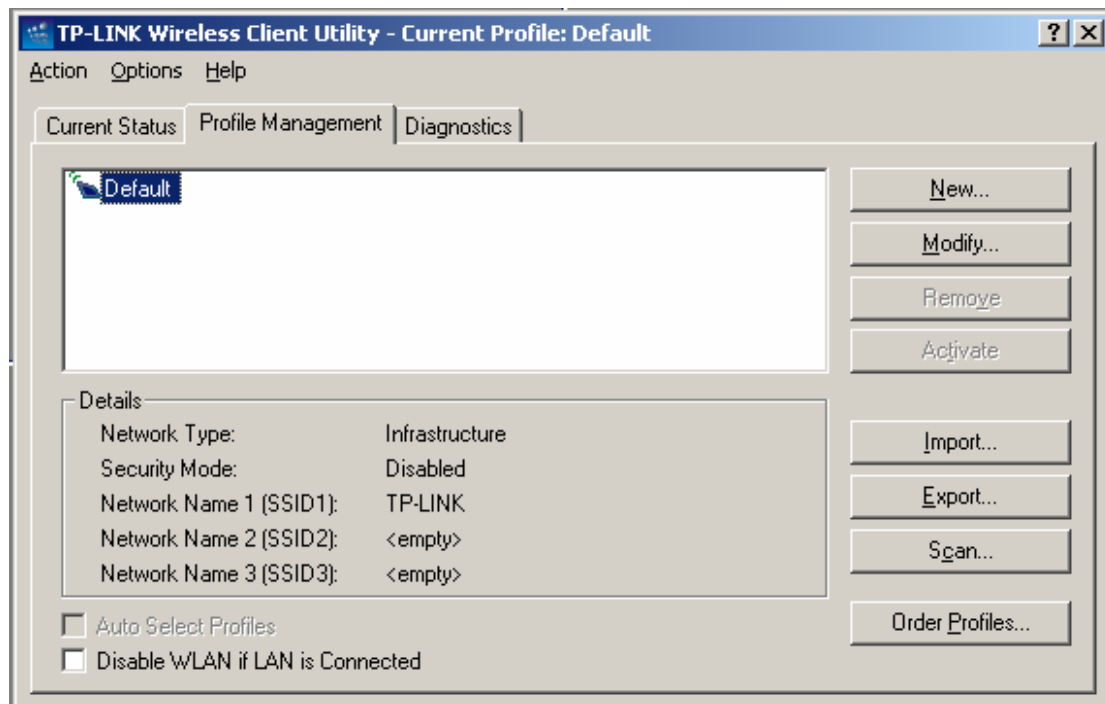 TP-LINK Wireless Client Utility - Current Profile: Default
Action Options Help
Current Status Profile Management Diagnostics
Default
New...
Modify...
Remove
Activate
Details
Network Type: Infrastructure
Security Mode: Disabled
Network Name 1 (SSID1): TP-LINK
Network Name 2 (SSID2): <empty>
Network Name 3 (SSID3): <empty>
Import...
Export...
Scan...
Order Profiles...
Auto Select Profiles
Disable WLAN if LAN is Connected